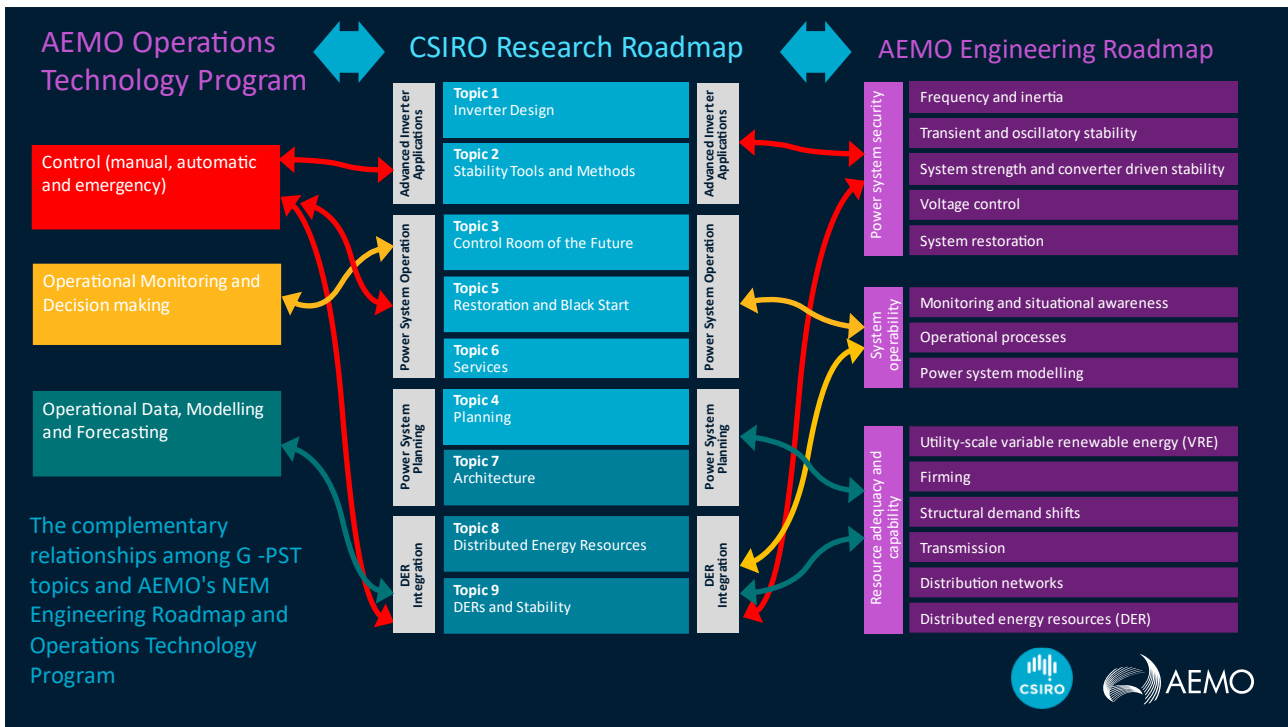 AEMO Operations
Technology Program
CSIRO Research Roadmap
AEMO Engineering Roadmap
Control (manual, automatic
and emergency)
Operational Monitoring and
Decision making
Operational Data, Modelling
and Forecasting
The complementary
relationships among G -PST
topics and AEMO's NEM
Engineering Roadmap and
Operations Technology
Program
Advanced Inverter
Applications
Topic 1
Inverter Design
Topic 2
Stability Tools and Methods
Advanced Inverter
Applications
Power System Operation
Topic 3
Control Room of the Future
Topic 5
Restoration and Black Start
Topic 6
Services
Power System Operation
Power System
Planning
Topic 4
Planning
Topic 7
Architecture
Power System
Planning
DER
Integration
Topic 8
Distributed Energy Resources
Topic 9
DERs and Stability
DER
Integration
Power system security
Frequency and inertia
Transient and oscillatory stability
System strength and converter driven stability
Voltage control
System restoration
System
operability
Monitoring and situational awareness
Operational processes
Power system modelling
Resource adequacy and
capability
Utility-scale variable renewable energy (VRE)
Firming
Structural demand shifts
Transmission
Distribution networks
Distributed energy resources (DER)
CSIRO
AEMO